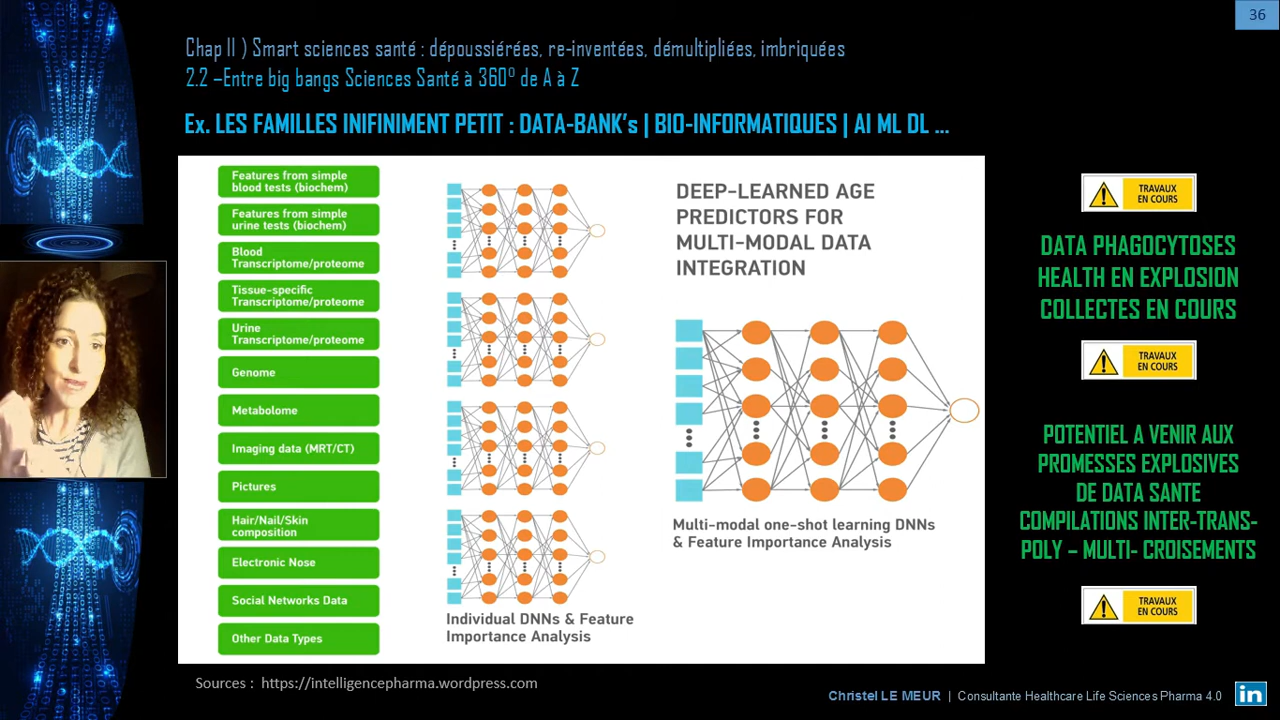 36
Chap II ) Smart sciences santé : dépoussiérées, re-inventées, démultipliées, imbriquées
2.2 –Entre big bangs Sciences Santé à 360° de A à Z
Ex. LES FAMILLES INIFINIMENT PETIT : DATA-BANK's | BIO-INFORMATIQUES | AI ML DL ...
Features from simple
blood tests (biochem)
Features from simple
urine tests (biochem)
Blood
Transcriptome/proteome
Tissue-specific
Transcriptome/proteome
Urine
Transcriptome/proteome
Genome
Metabolome
Imaging data (MRT/CT)
Pictures
Hair/Nail/Skin
composition
Electronic Nose
Social Networks Data
Other Data Types
Individual DNNs & Feature
Importance Analysis
DEEP-LEARNED AGE
PREDICTORS FOR
MULTI-MODAL DATA
INTEGRATION
Multi-modal one-shot learning DNNs
& Feature Importance Analysis
TRAVAUX
EN COURS
DATA PHAGOCYTOSES
HEALTH EN EXPLOSION
COLLECTES EN COURS
TRAVAUX
EN COURS
POTENTIEL A VENIR AUX
PROMESSES EXPLOSIVES
DE DATA SANTE
COMPILATIONS INTER-TRANS-
POLY – MULTI- CROISEMENTS
TRAVAUX
EN COURS
Sources : https://intelligencepharma.wordpress.com
Christel LE MEUR | Consultante Healthcare Life Sciences Pharma 4.0
in